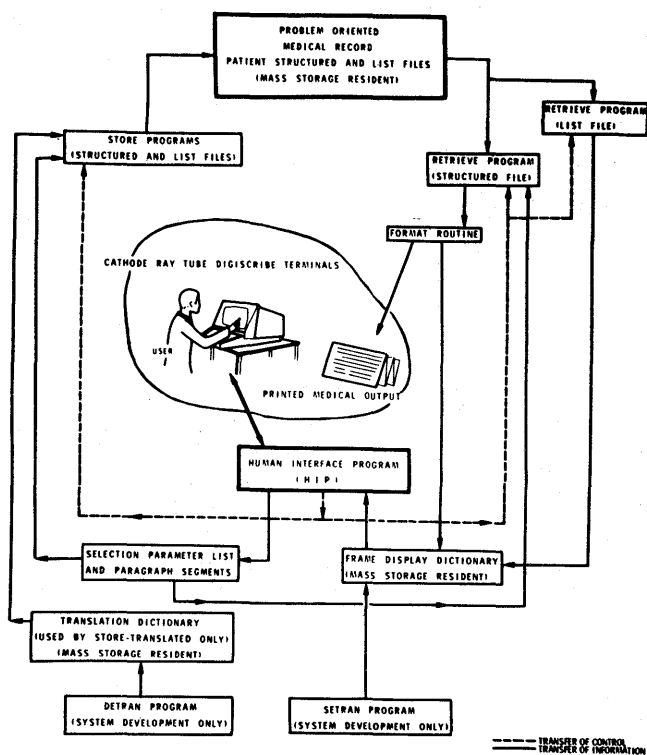 PROBLEM ORIENTED
MEDICAL RECORD
PATIENT STRUCTURED AND LIST FILES
(MASS STORAGE RESIDENT)
RETRIEVE PROGRAM
(LIST FILE)
STORE PROGRAMS
(STRUCTURED AND LIST FILES)
RETRIEVE PROGRAM
(STRUCTURED FILE)
FORMAT ROUTINE
CATHODE RAY TUBE DIGISCRIBE TERMINALS
USER
PRINTED MEDICAL OUTPUT
HUMAN INTERFACE PROGRAM
(HIP)
SELECTION PARAMETER LIST
AND PARAGRAPH SEGMENTS
FRAME DISPLAY DICTIONARY
(MASS STORAGE RESIDENT)
TRANSLATION DICTIONARY
(USED BY STORE-TRANSLATED ONLY)
(MASS STORAGE RESIDENT)
DETRAN PROGRAM
(SYSTEM DEVELOPMENT ONLY)
SETRAN PROGRAM
(SYSTEM DEVELOPMENT ONLY)
TRANSFER OF CONTROL
TRANSFER OF INFORMATION